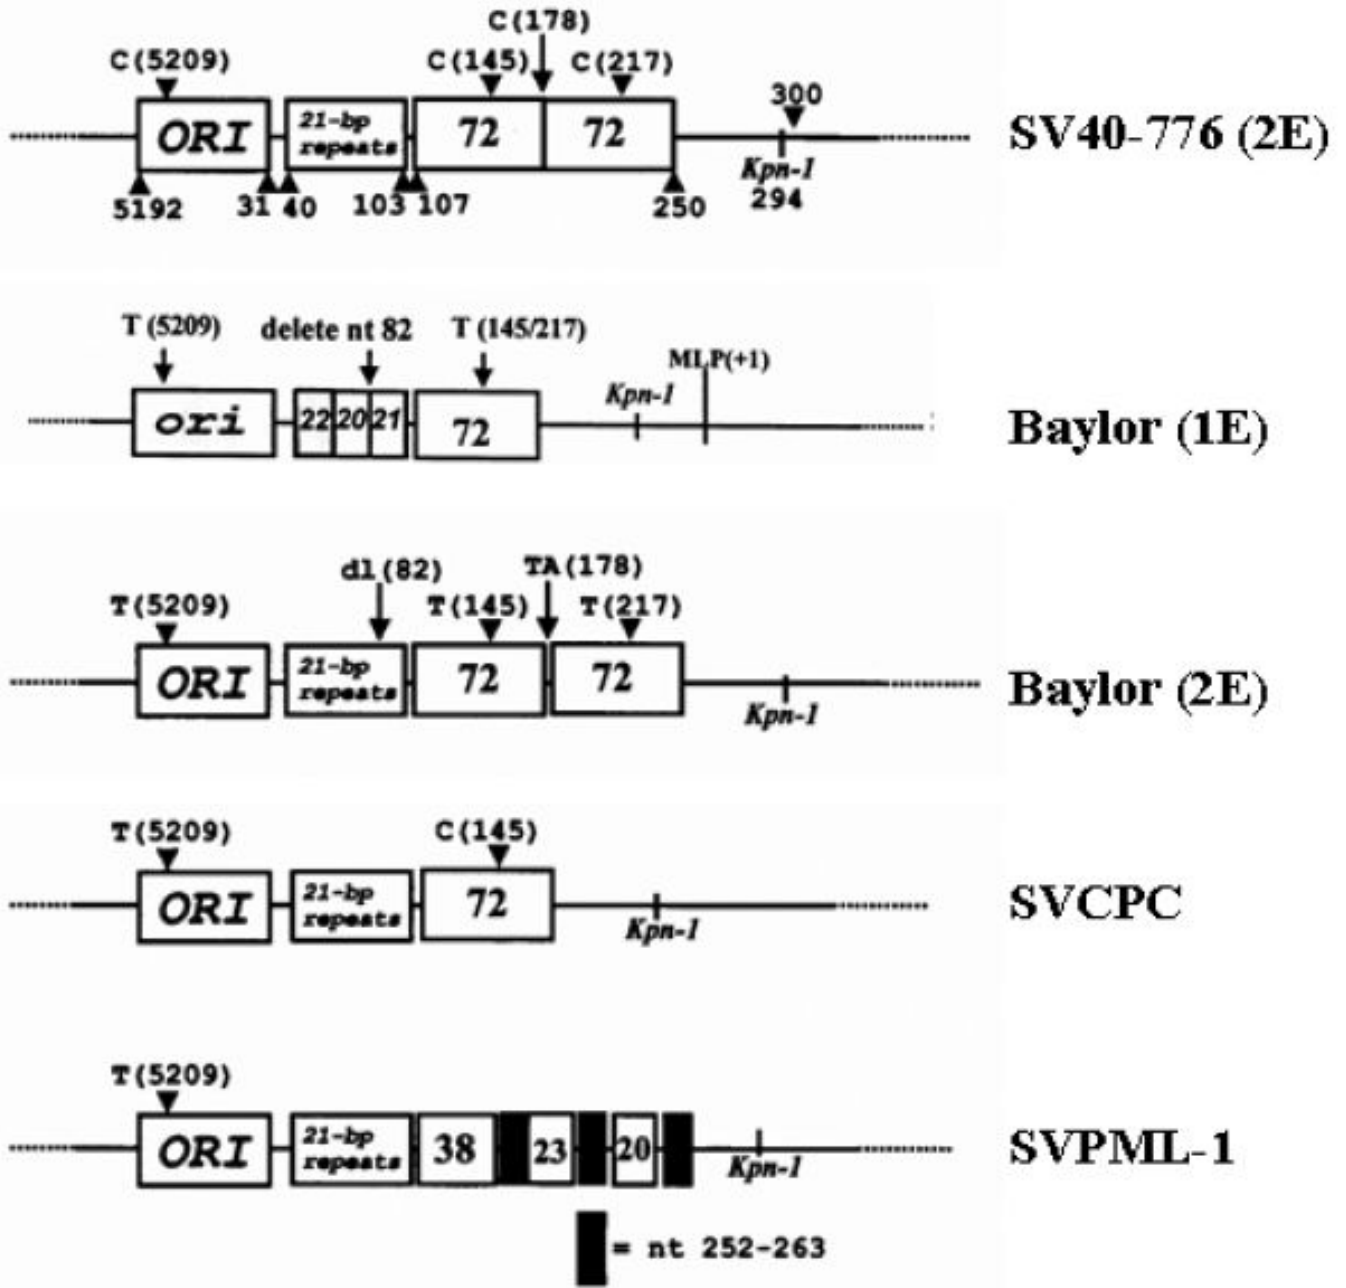 C(178)
C(5209) C(145) C(217)
300
ORI 21-bp repeats 72 72 SV40-776 (2E)
Kpn-1
5192 31 40 103 107 250 294
T (5209) delete nt 82 T (145/217)
MLP(+1)
Kpn-1
ori 22 20 21 72 Baylor (1E)
dl(82) TA(178)
T(5209) T(145) T(217)
ORI 21-bp repeats 72 72 Baylor (2E)
Kpn-1
T(5209) C(145)
ORI 21-bp repeats 72 SVCPC
Kpn-1
T(5209)
ORI 21-bp repeats 38 23 20 SVPML-1
Kpn-1
= nt 252-263